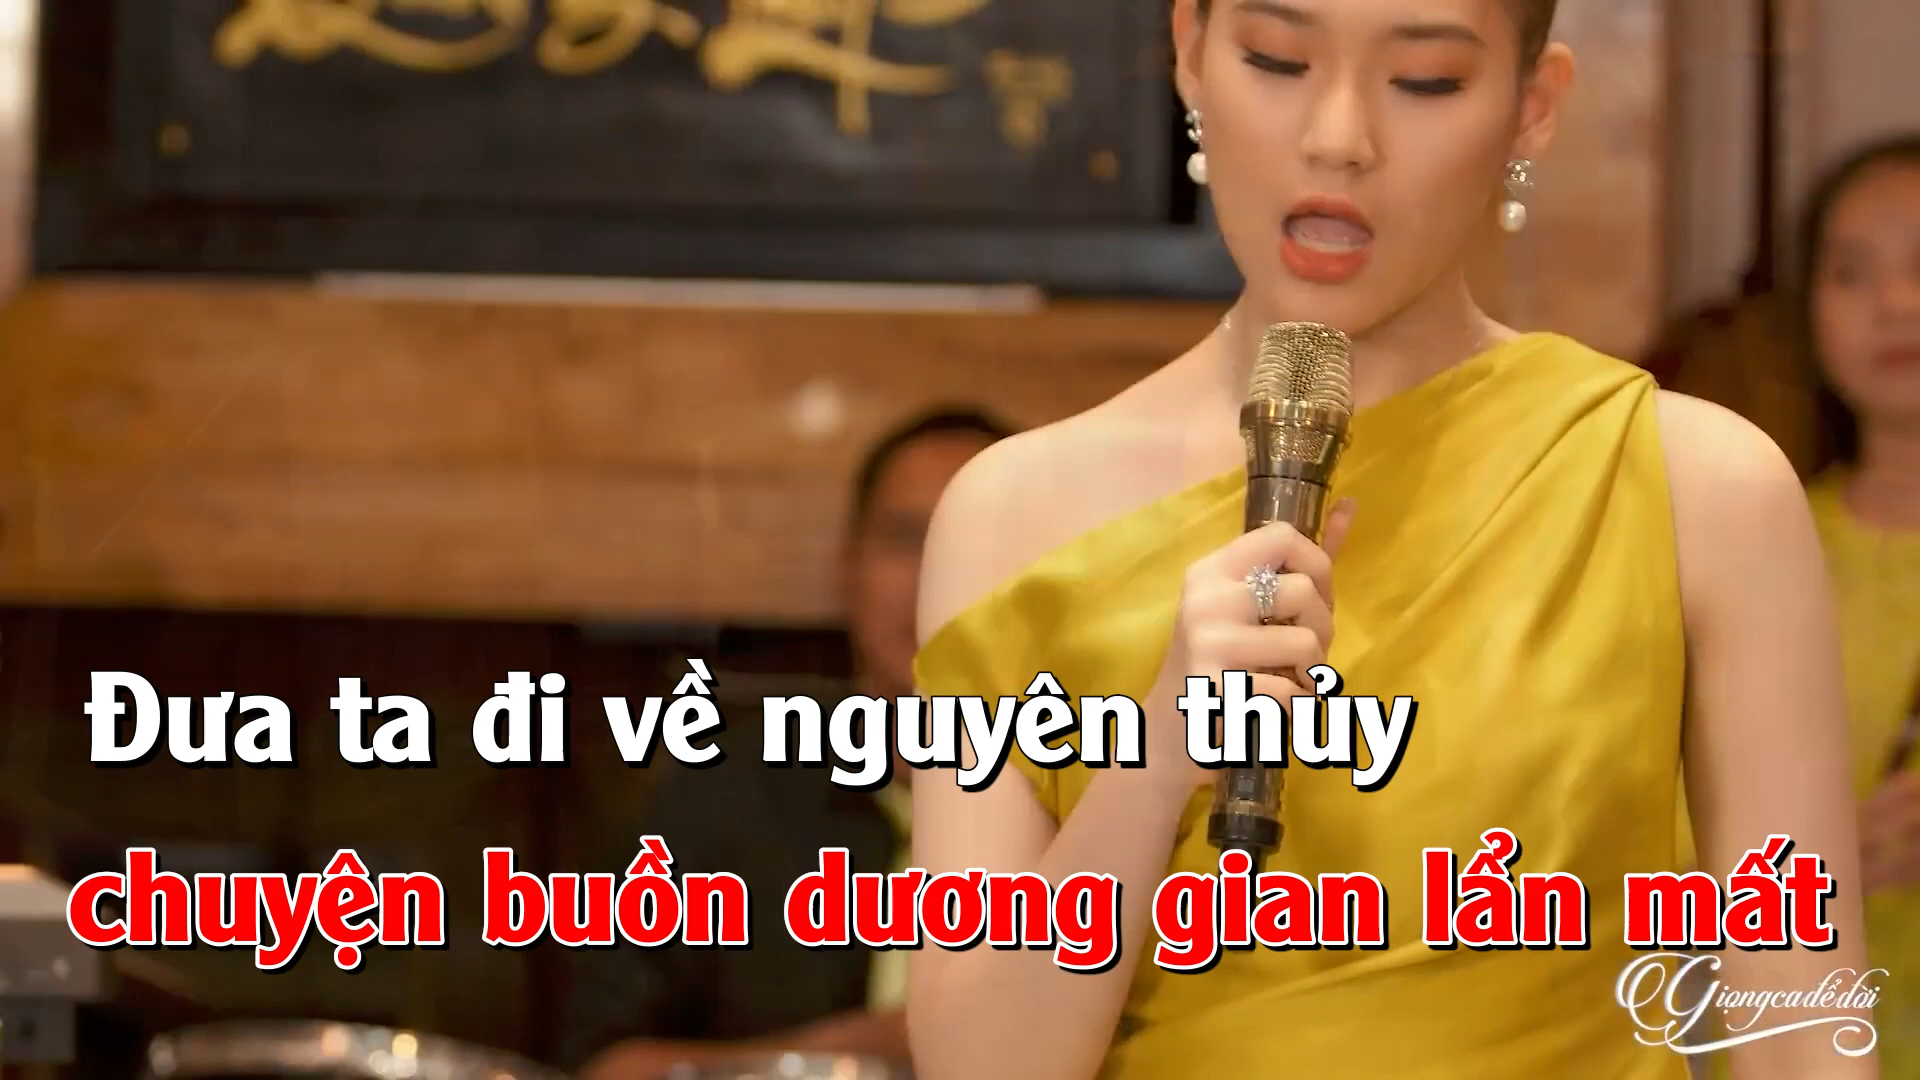 Đưa ta đi về nguyên thủy
chuyện buồn dương gian lẩn mất
Giọngcađểđời